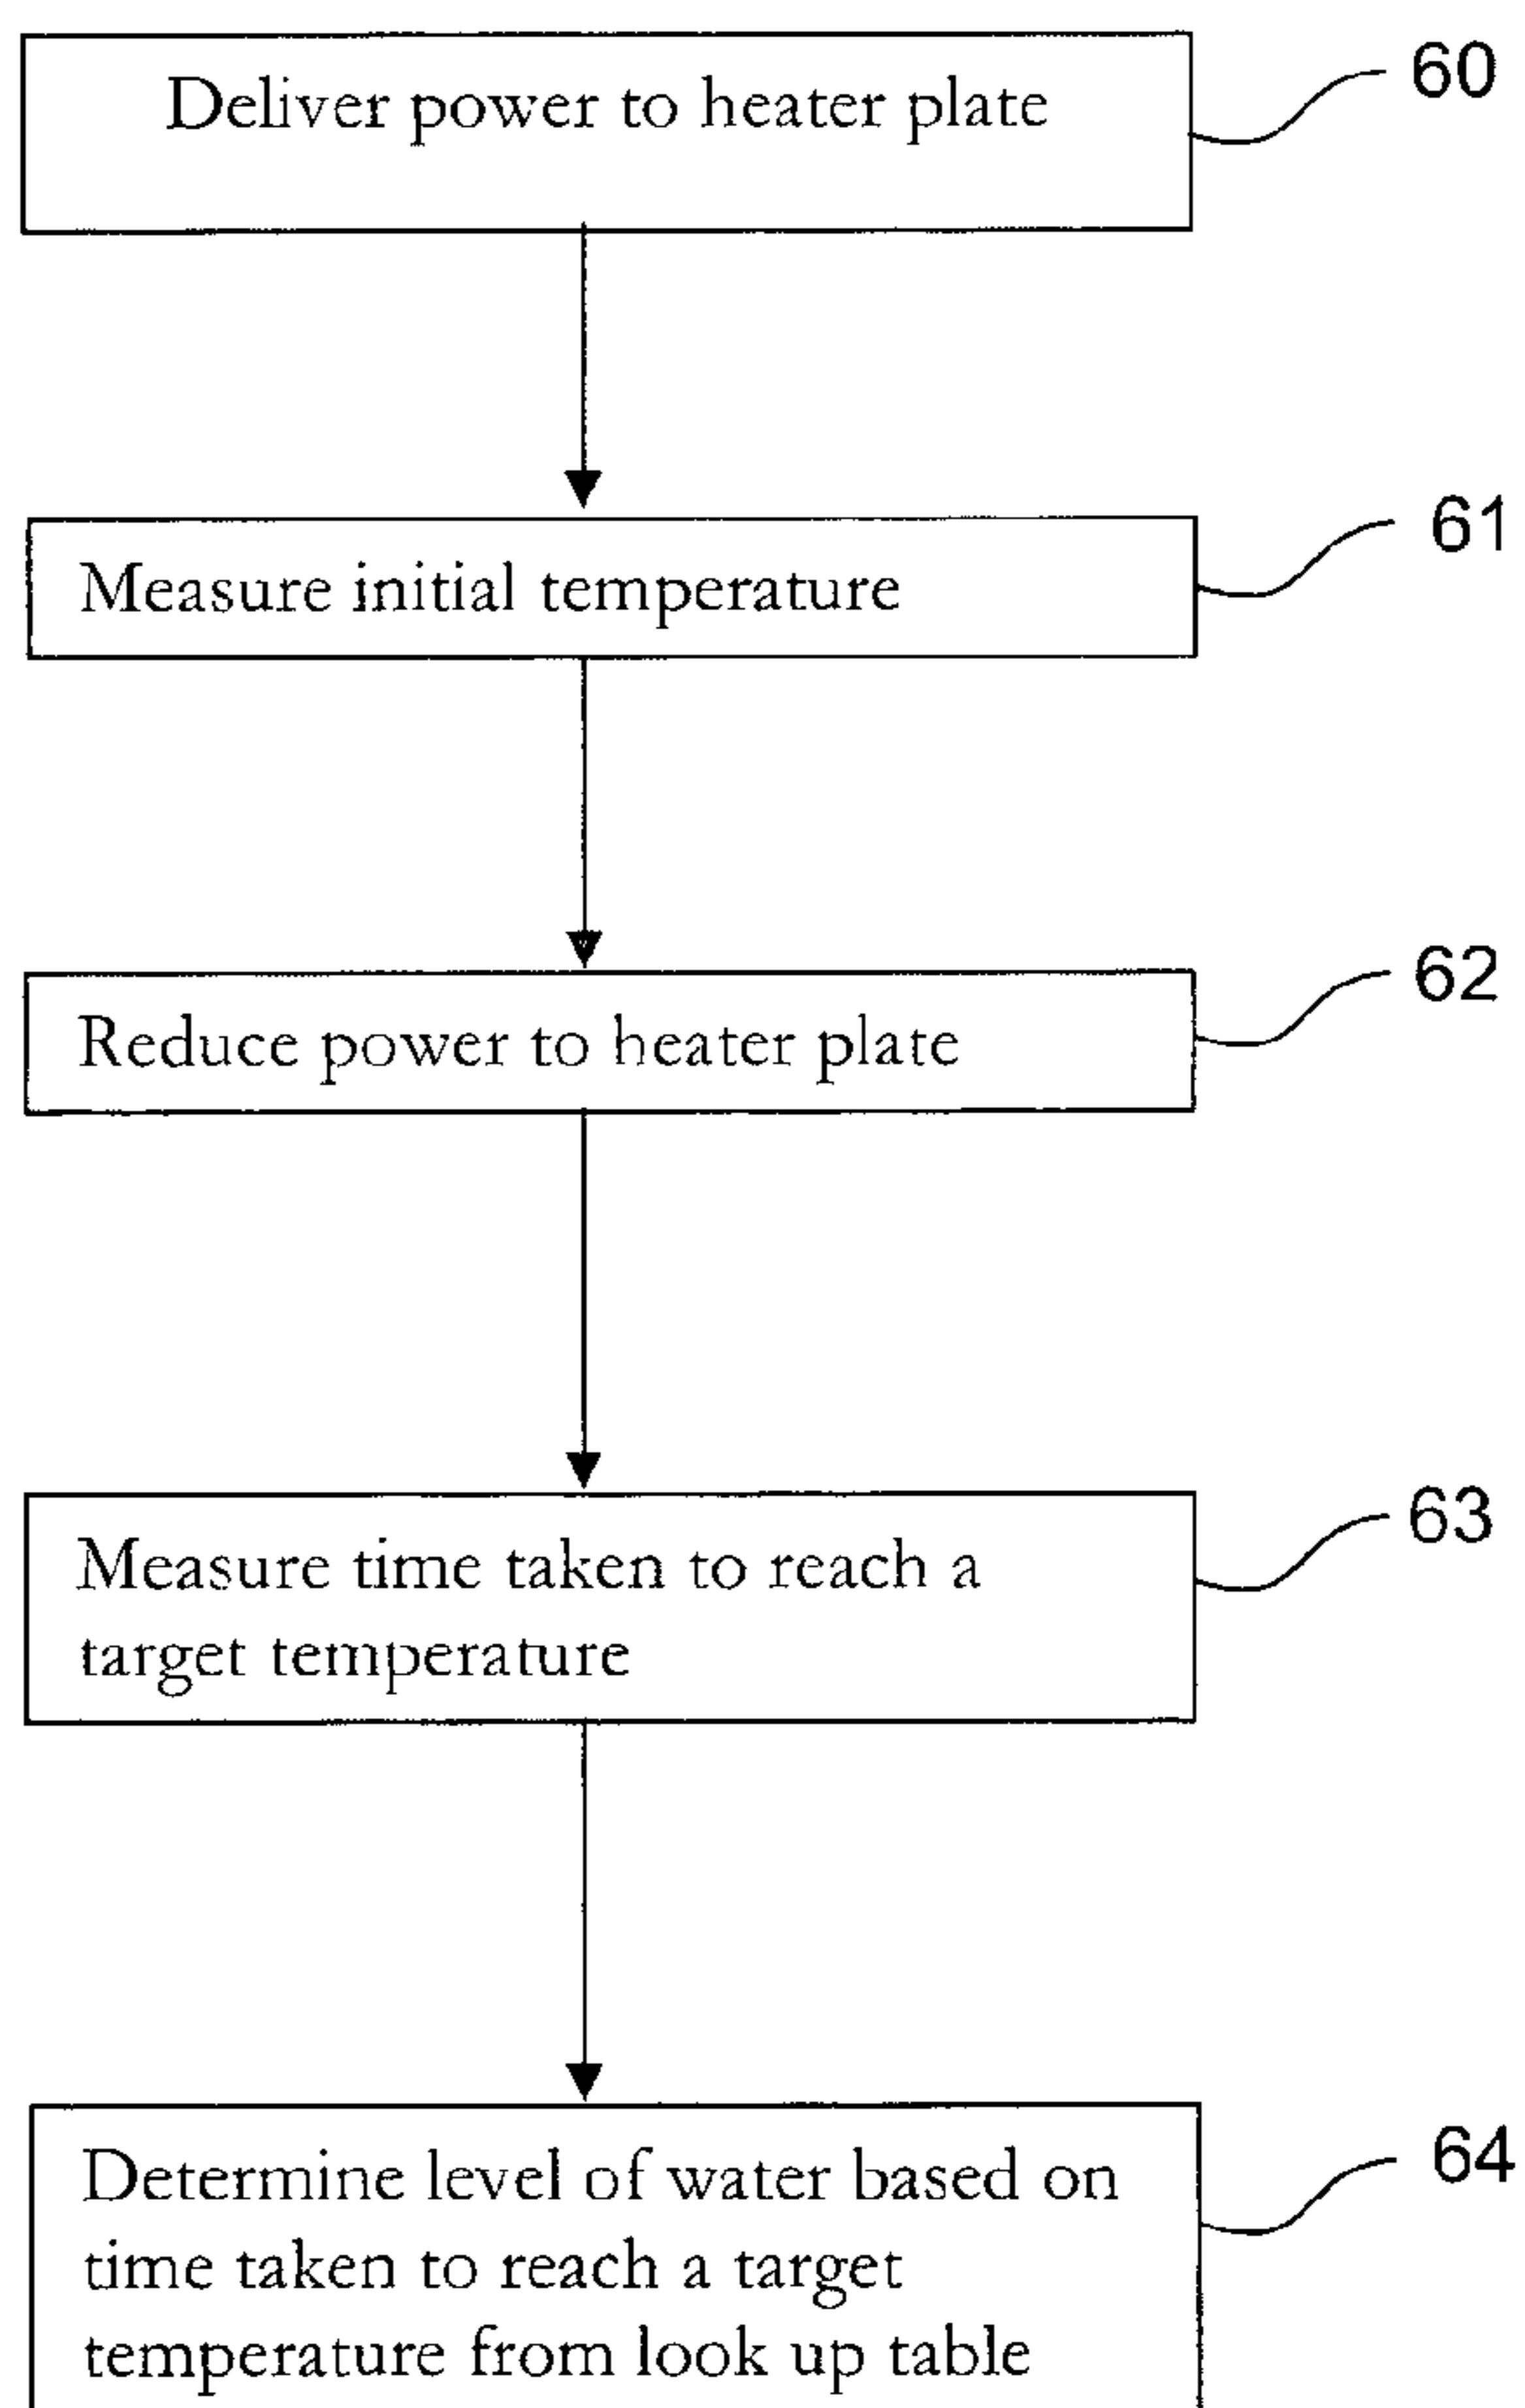 Deliver power to heater plate
60
Measure initial temperature
61
Reduce power to heater plate
62
Measure time taken to reach a
target temperature
63
Determine level of water based on
time taken to reach a target
temperature from look up table
64